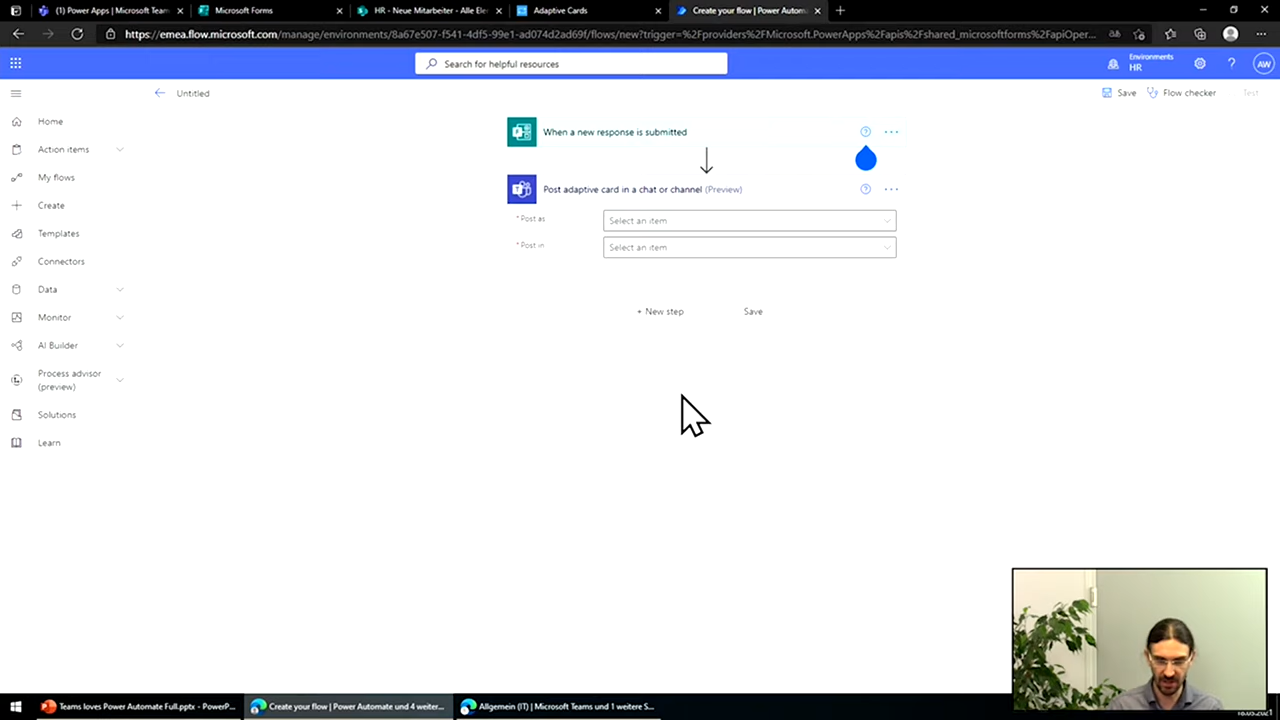 (1) Power Apps | Microsoft Team
Microsoft Forms
HR - Neue Mitarbeiter - Alle Ele
Adaptive Cards
Create your flow | Power Autom
https://emea.flow.microsoft.com/manage/environments/8a67e507-f541-4df5-99e1-ad074d2ad69f/flows/new?trigger=%2Fproviders%2FMicrosoft.PowerApps%2Fapis%2Fshared_microsoftforms%2FapiOper...
Search for helpful resources
Environments
HR
AW
Untitled
Save
Flow checker
Test
Home
Action items
My flows
Create
Templates
Connectors
Data
Monitor
AI Builder
Process advisor
(preview)
Solutions
Learn
When a new response is submitted
Post adaptive card in a chat or channel (Preview)
* Post as
Select an item
* Post in
Select an item
+ New step
Save
Teams loves Power Automate Full.pptx - PowerP...
Create your flow | Power Automate und 4 weiter...
Allgemein (IT) | Microsoft Teams und 1 weitere S...